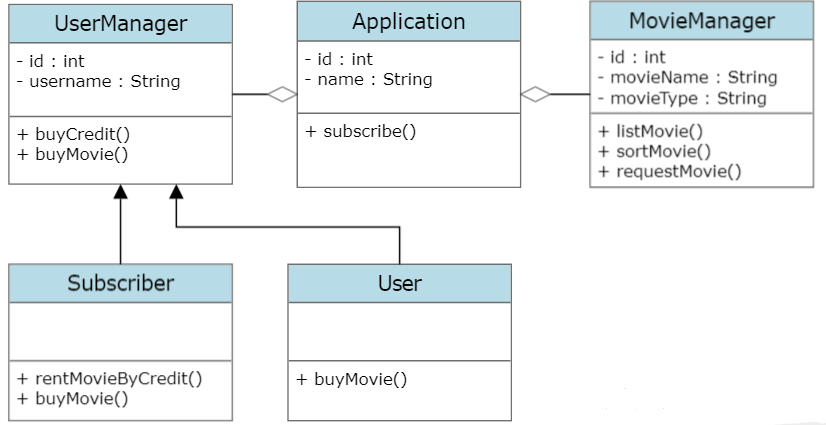 UserManager
- id : int
- username : String
+ buyCredit()
+ buyMovie()
Application
- id : int
- name : String
+ subscribe()
MovieManager
- id : int
- movieName : String
- movieType : String
+ listMovie()
+ sortMovie()
+ requestMovie()
Subscriber
+ rentMovieByCredit()
+ buyMovie()
User
+ buyMovie()